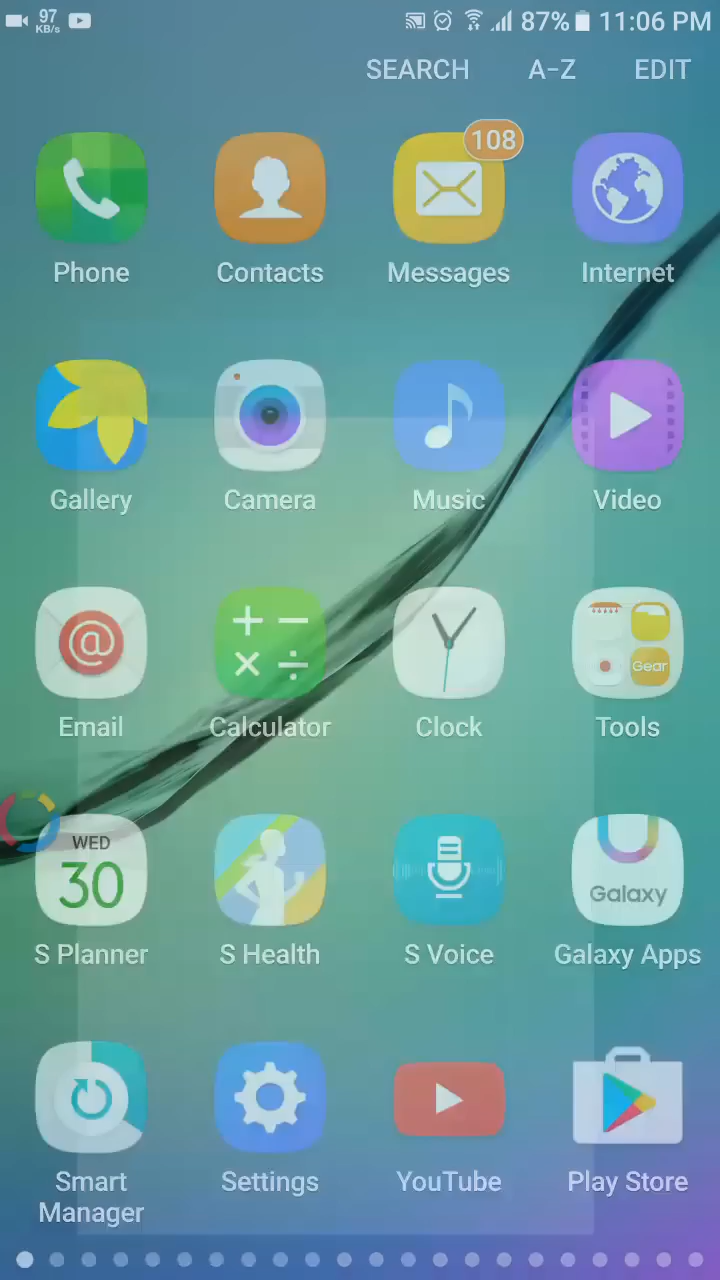 97
KB/s
87%
11:06 PM
SEARCH
A-Z
EDIT
108
Phone
Contacts
Messages
Internet
Gallery
Camera
Music
Video
Gear
Email
Calculator
Clock
Tools
WED
30
Galaxy
S Planner
S Health
S Voice
Galaxy Apps
Smart
Manager
Settings
YouTube
Play Store